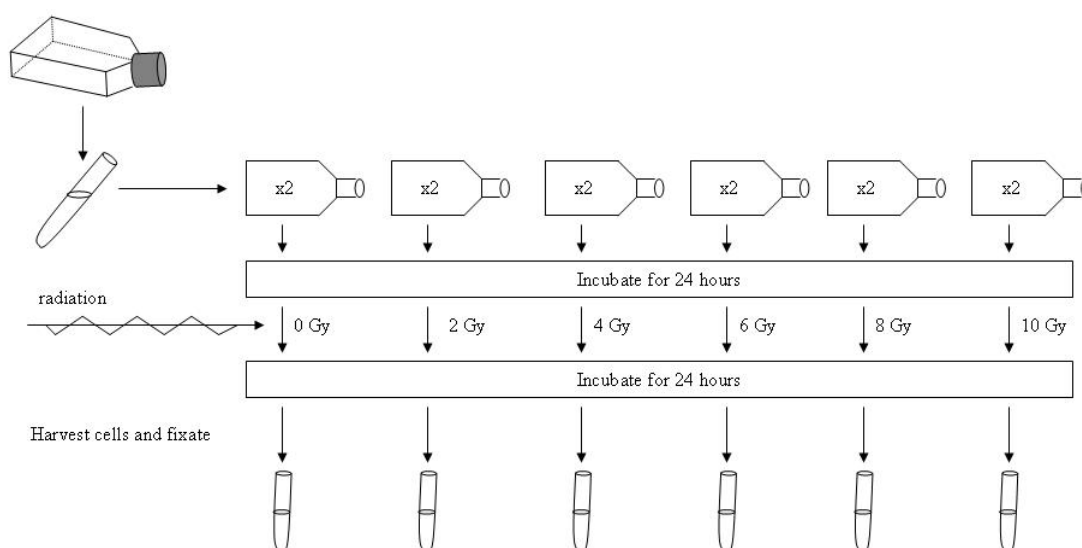 x2 x2 x2 x2 x2 x2
Incubate for 24 hours
radiation
0 Gy 2 Gy 4 Gy 6 Gy 8 Gy 10 Gy
Incubate for 24 hours
Harvest cells and fixate